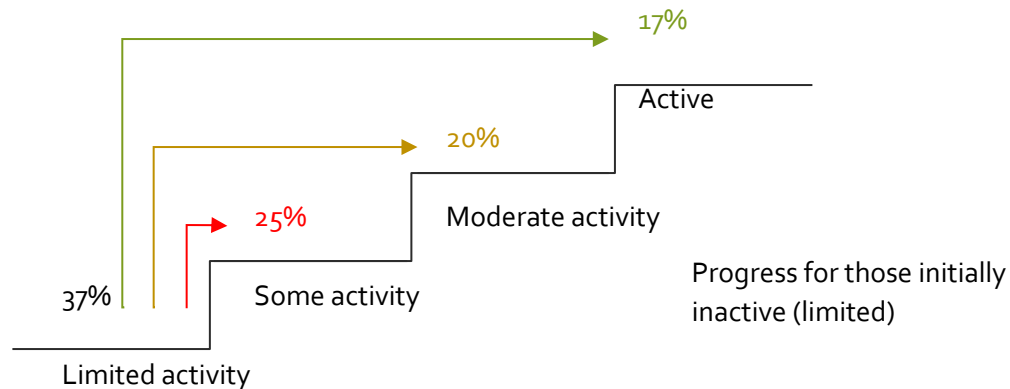 17%
Active
20%
Moderate activity
25%
Progress for those initially
inactive (limited)
37%
Some activity
Limited activity